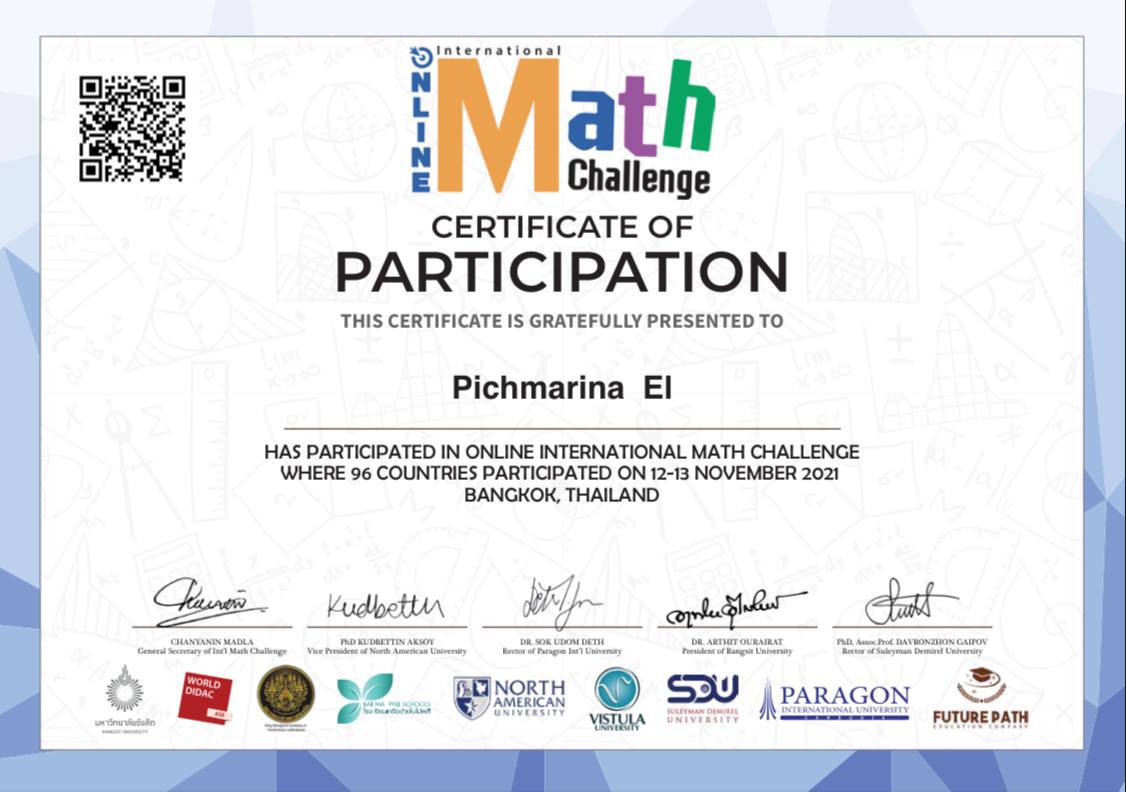 International
ONLINE
Math
Challenge
CERTIFICATE OF
PARTICIPATION
THIS CERTIFICATE IS GRATEFULLY PRESENTED TO
Pichmarina El
HAS PARTICIPATED IN ONLINE INTERNATIONAL MATH CHALLENGE
WHERE 96 COUNTRIES PARTICIPATED ON 12-13 NOVEMBER 2021
BANGKOK, THAILAND
Kudbettin
CHANYANIN MADLA
General Secretary of Int'l Math Challenge
PhD KUDBETTIN AKSOY
Vice President of North American University
DR. SOK UDOM DETH
Rector of Paragon Int'l University
DR. ARTHIT OURAIRAT
President of Rangsit University
PhD, Assoc.Prof. DAVRONZHON GAIPOV
Rector of Suleyman Demirel University
มหาวิทยาลัยรังสิต
RANGSIT UNIVERSITY
WORLD
DIDAC
NORTH
AMERICAN
UNIVERSITY
VISTULA
UNIVERSITY
SDU
SULEYMAN DEMIREL
UNIVERSITY
PARAGON
INTERNATIONAL UNIVERSITY
CAMBODIA
FUTURE PATH
EDUCATION COMPANY